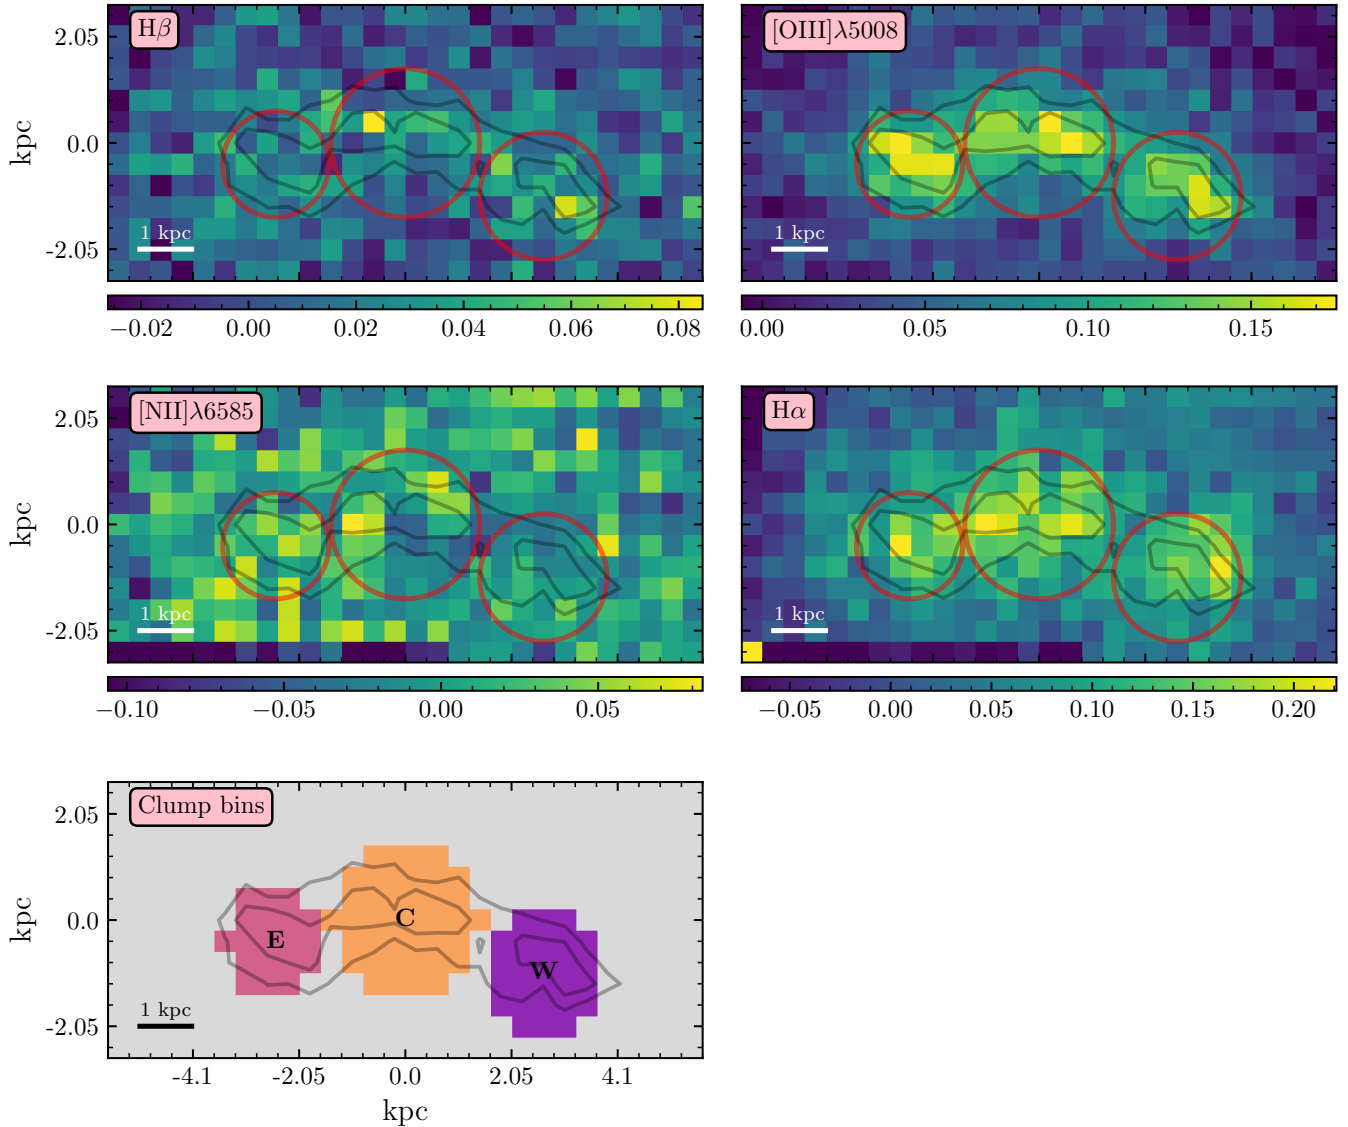 Hβ
[OIII]λ5008
2.05
0.0
-2.05
kpc
1 kpc
1 kpc
−0.02 0.00 0.02 0.04 0.06 0.08
0.00 0.05 0.10 0.15
[NII]λ6585
Hα
2.05
0.0
-2.05
kpc
1 kpc
1 kpc
−0.10 −0.05 0.00 0.05
−0.05 0.00 0.05 0.10 0.15 0.20
Clump bins
2.05
0.0
-2.05
kpc
E
C
W
1 kpc
-4.1 -2.05 0.0 2.05 4.1
kpc